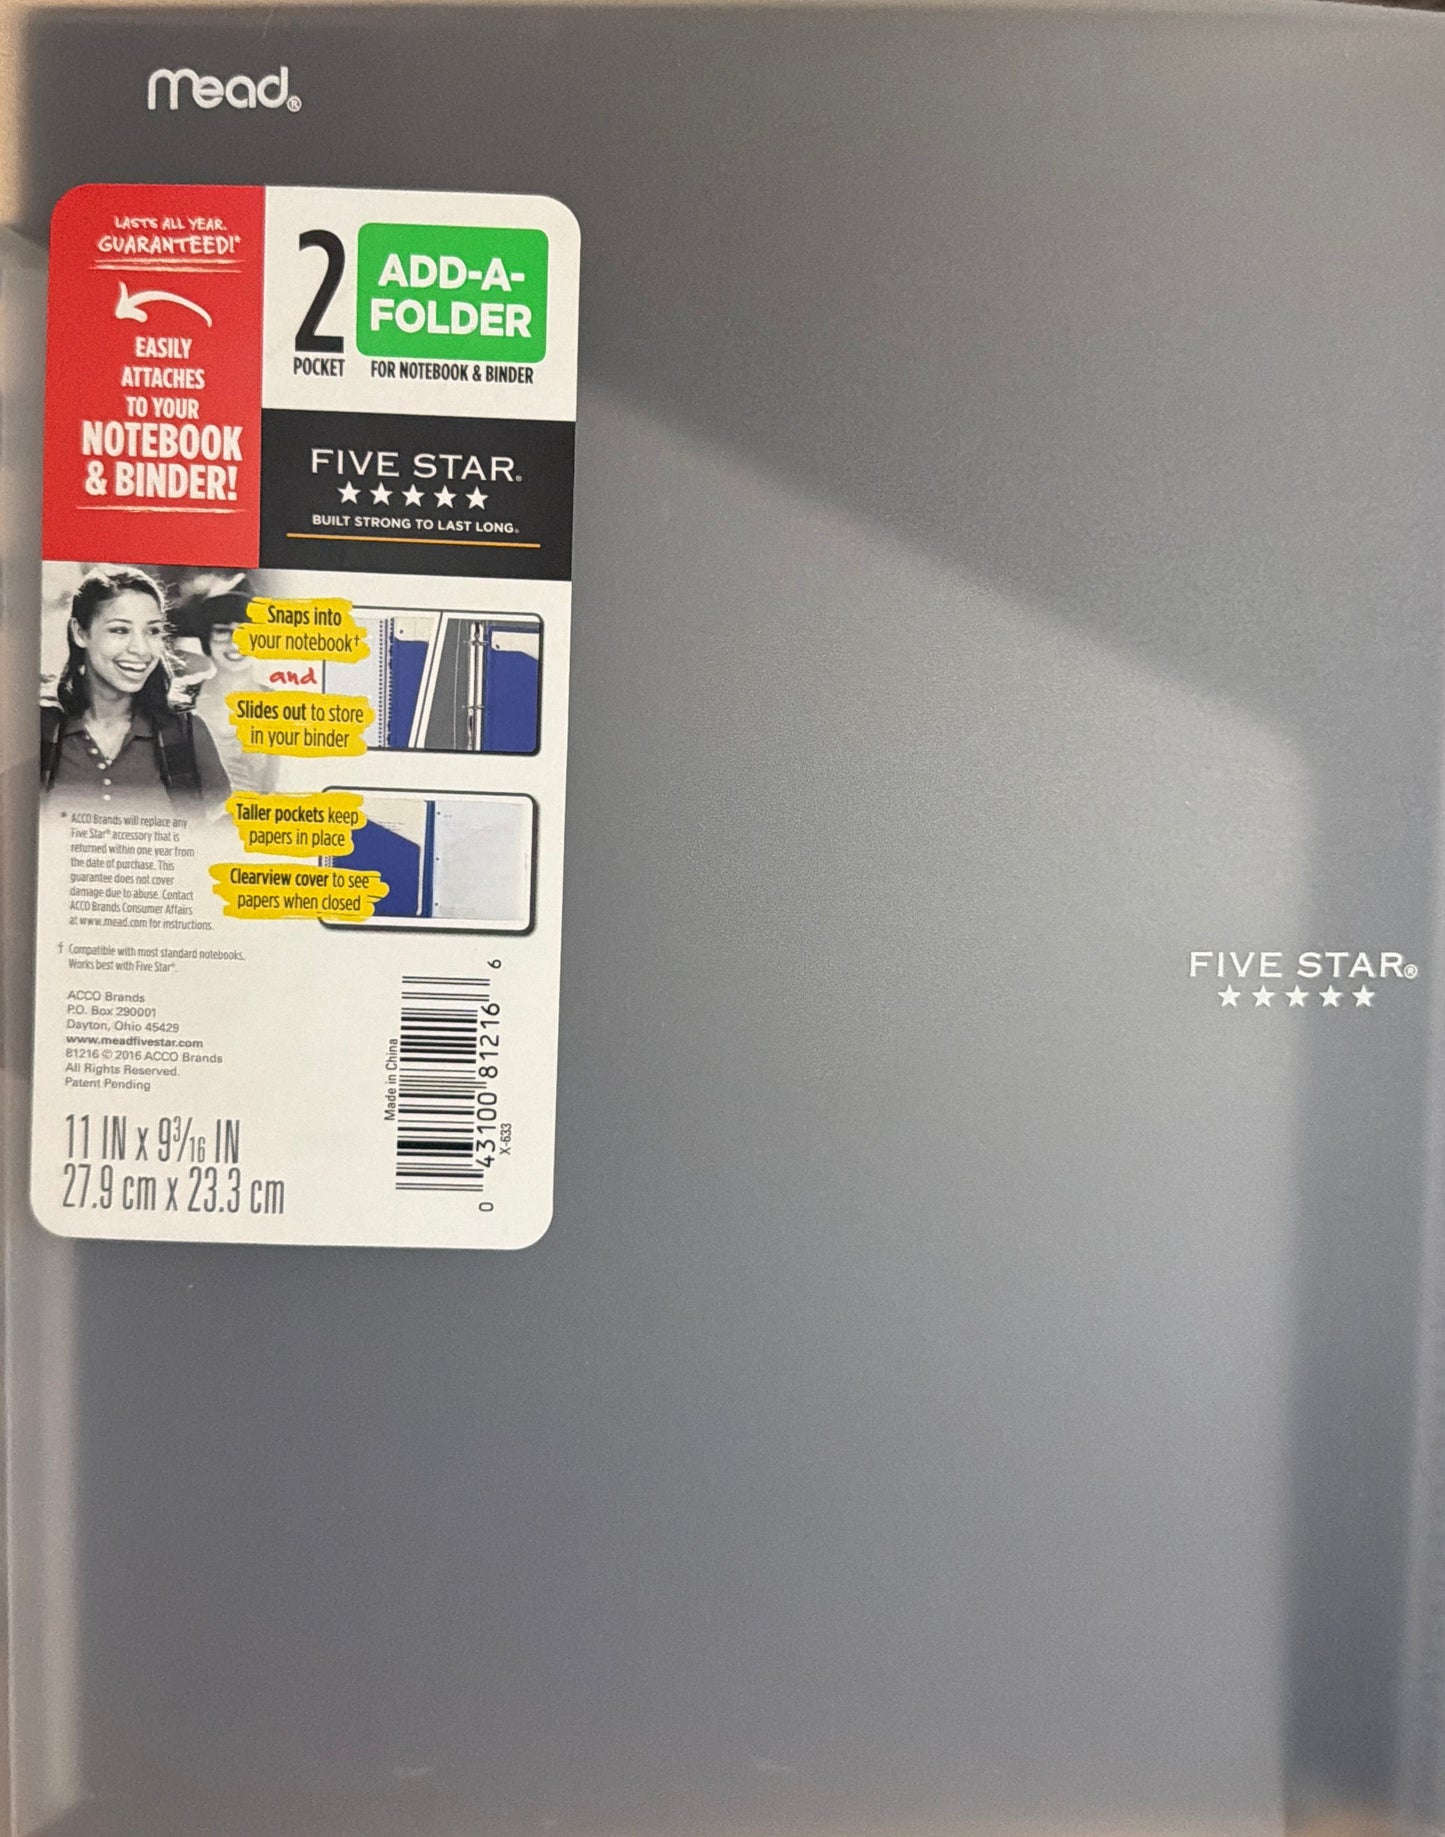 mead®
LASTS ALL YEAR.
GUARANTEED!*
EASILY
ATTACHES
TO YOUR
NOTEBOOK
& BINDER!
2
POCKET
ADD-A-
FOLDER
FOR NOTEBOOK & BINDER
FIVE STAR®
★★★★★
BUILT STRONG TO LAST LONG®
Snaps into
your notebook†
and
Slides out to store
in your binder
Taller pockets keep
papers in place
Clearview cover to see
papers when closed
* ACCO Brands will replace any
Five Star® accessory that is
returned within one year from
the date of purchase. This
guarantee does not cover
damage due to abuse. Contact
ACCO Brands Consumer Affairs
at www.mead.com for instructions.
† Compatible with most standard notebooks.
Works best with Five Star®.
ACCO Brands
P.O. Box 290001
Dayton, Ohio 45429
www.meadfivestar.com
81216 © 2016 ACCO Brands
All Rights Reserved.
Patent Pending
11 IN x 9 3/16 IN
27.9 cm x 23.3 cm
Made in China
0 43100 81216 6
X-633
FIVE STAR®
★★★★★